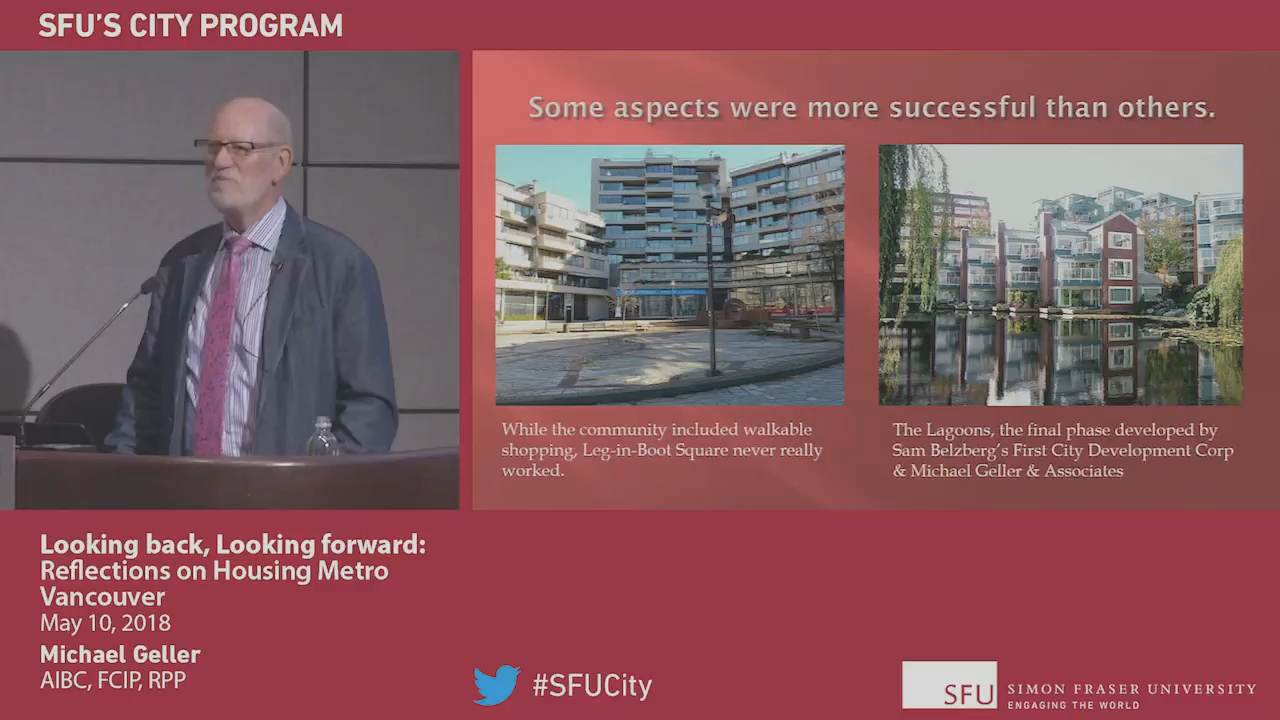 SFU'S CITY PROGRAM
Some aspects were more successful than others.
While the community included walkable
shopping, Leg-in-Boot Square never really
worked.
The Lagoons, the final phase developed by
Sam Belzberg's First City Development Corp
& Michael Geller & Associates
Looking back, Looking forward:
Reflections on Housing Metro
Vancouver
May 10, 2018
Michael Geller
AIBC, FCIP, RPP
#SFUCity
SFU
SIMON FRASER UNIVERSITY
ENGAGING THE WORLD